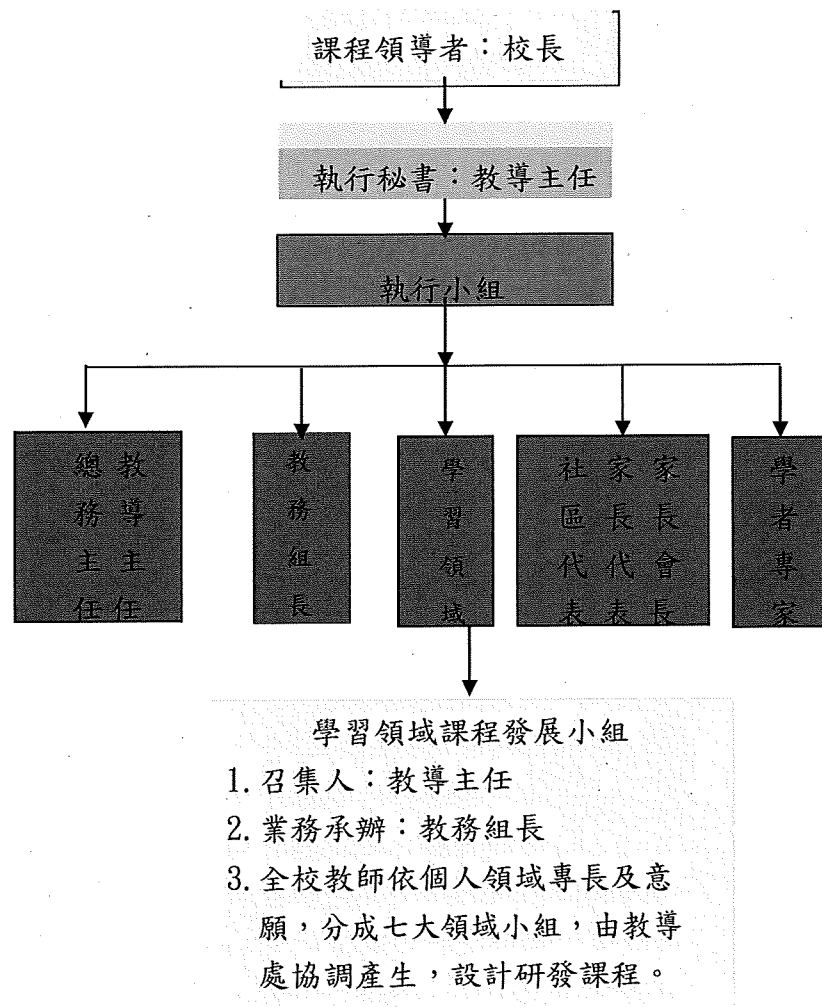 課程領導者：校長
執行秘書：教導主任
執行小組
教導主任
總務主任
教務組長
學習領域
家長會長
家長代表
社區代表
學者專家
學習領域課程發展小組
1. 召集人：教導主任
2. 業務承辦：教務組長
3. 全校教師依個人領域專長及意
願，分成七大領域小組，由教導
處協調產生，設計研發課程。